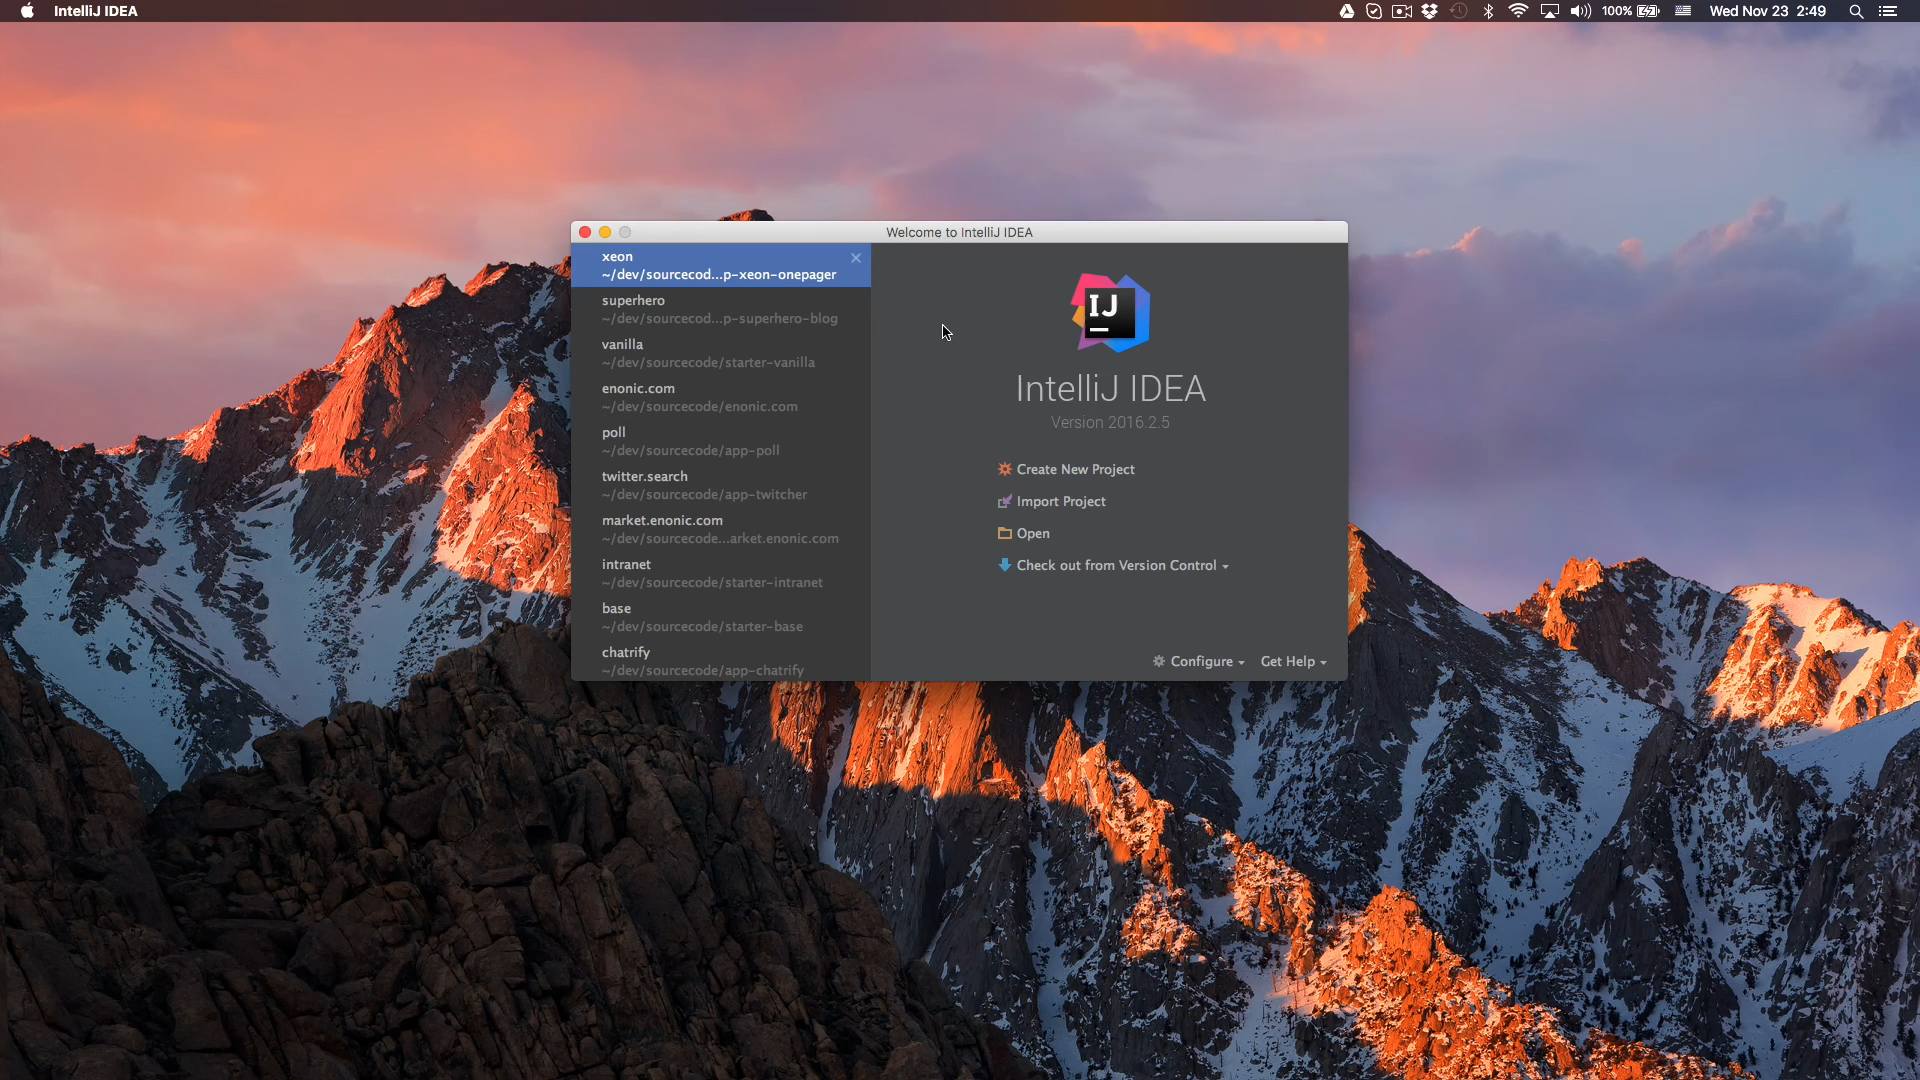 IntelliJ IDEA
100%
Wed Nov 23 2:49
Welcome to IntelliJ IDEA
xeon
~/dev/sourcecod...p-xeon-onepager
superhero
~/dev/sourcecod...p-superhero-blog
vanilla
~/dev/sourcecode/starter-vanilla
enonic.com
~/dev/sourcecode/enonic.com
poll
~/dev/sourcecode/app-poll
twitter.search
~/dev/sourcecode/app-twitcher
market.enonic.com
~/dev/sourcecode...arket.enonic.com
intranet
~/dev/sourcecode/starter-intranet
base
~/dev/sourcecode/starter-base
chatrify
~/dev/sourcecode/app-chatrify
IJ
IntelliJ IDEA
Version 2016.2.5
Create New Project
Import Project
Open
Check out from Version Control
Configure
Get Help